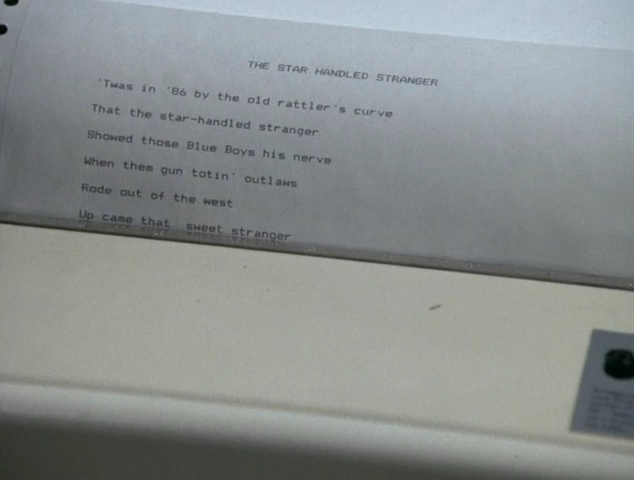 THE STAR HANDLED STRANGER
'Twas in '86 by the old rattler's curve
That the star-handled stranger
Showed those Blue Boys his nerve
When them gun totin' outlaws
Rode out of the west
Up came that sweet stranger